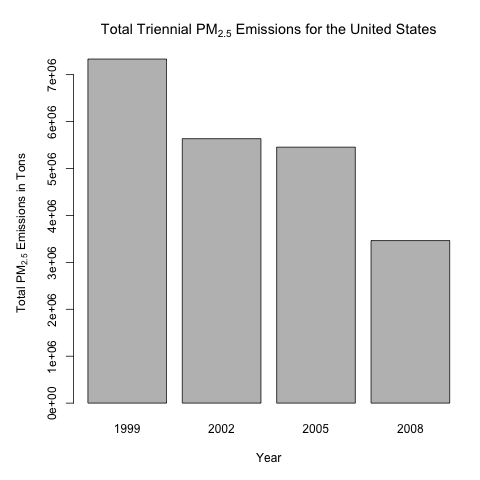 Total Triennial PM2.5 Emissions for the United States
Total PM2.5 Emissions in Tons
7e+06
6e+06
5e+06
4e+06
3e+06
2e+06
1e+06
0e+00
1999 2002 2005 2008
Year